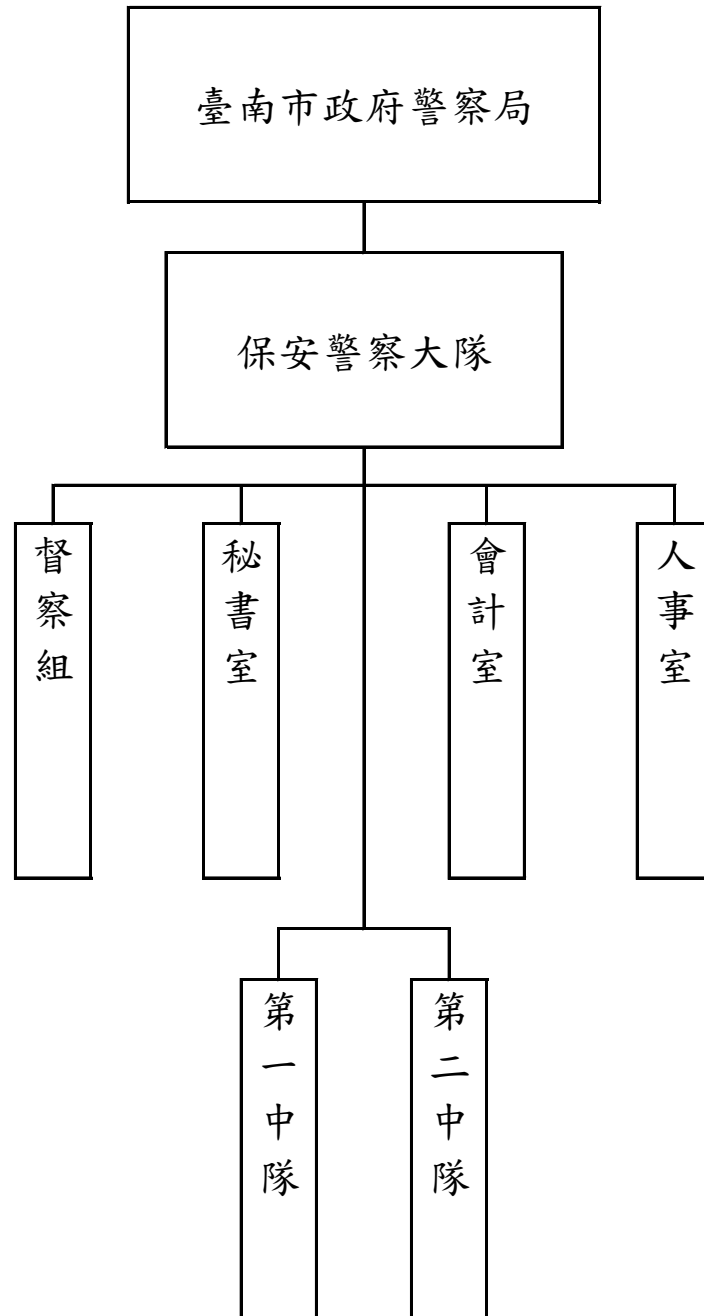 臺南市政府警察局
保安警察大隊
督察組
秘書室
會計室
人事室
第一中隊
第二中隊